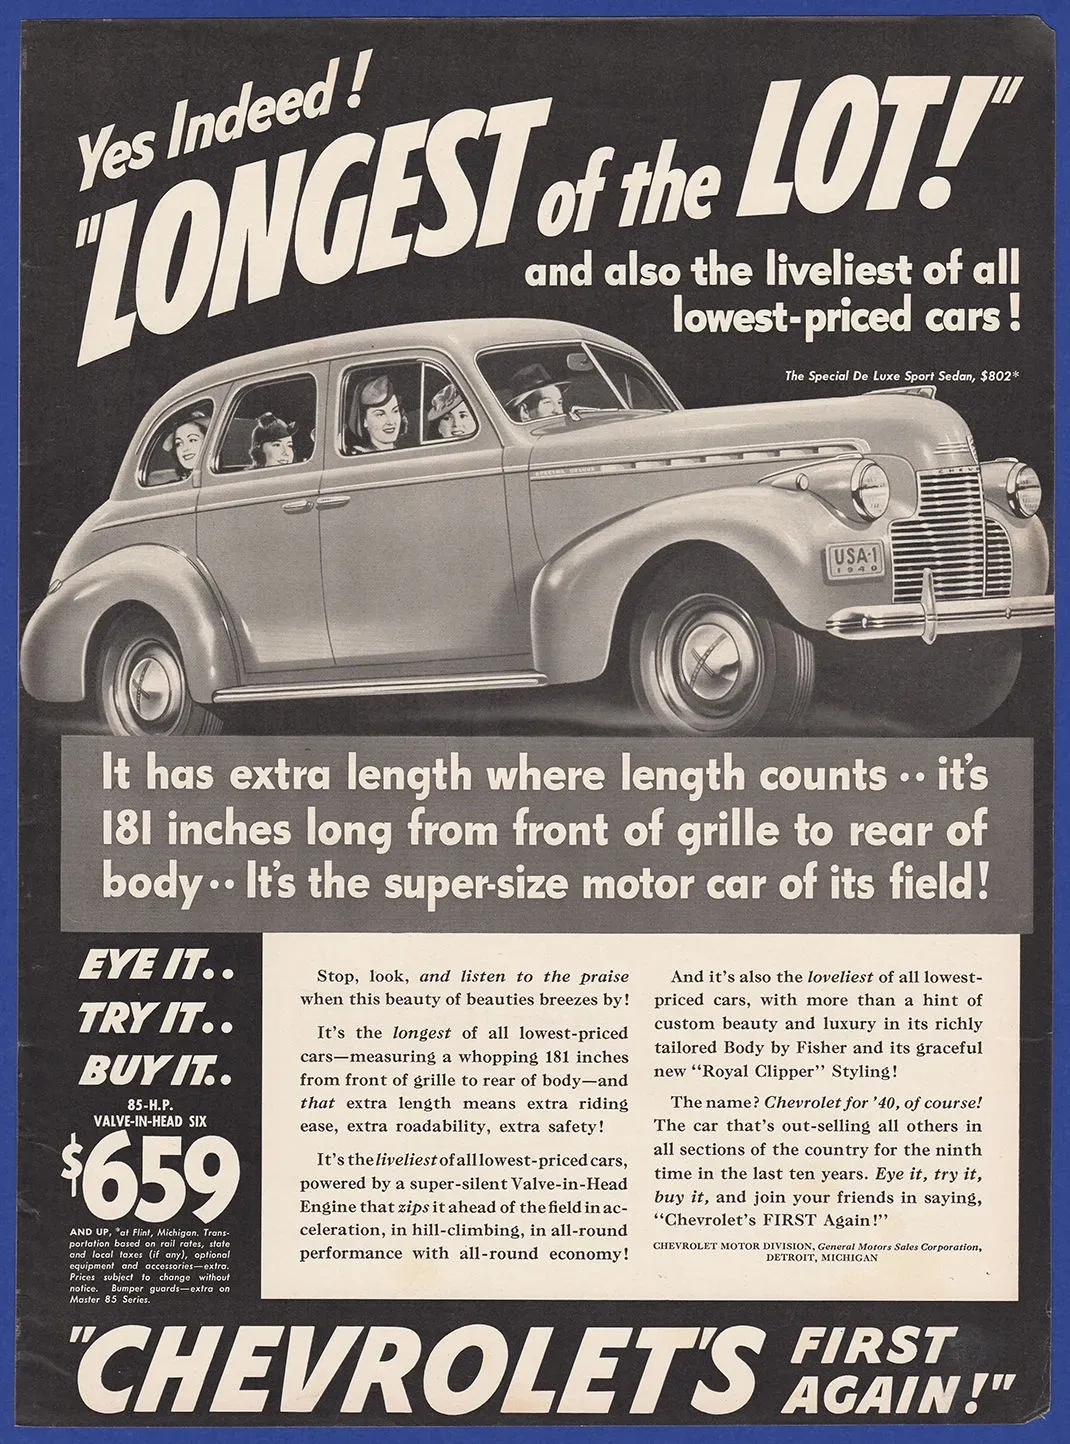 Yes Indeed!
"LONGEST of the LOT!"
and also the liveliest of all
lowest-priced cars!
The Special De Luxe Sport Sedan, $802*
SPECIAL DELUXE
CHEV
USA-1
1940
It has extra length where length counts ·· it's
181 inches long from front of grille to rear of
body ·· It's the super-size motor car of its field!
EYE IT..
TRY IT..
BUY IT..
85-H.P.
VALVE-IN-HEAD SIX
$659
AND UP, *at Flint, Michigan. Trans-
portation based on rail rates, state
and local taxes (if any), optional
equipment and accessories—extra.
Prices subject to change without
notice. Bumper guards—extra on
Master 85 Series.
Stop, look, and listen to the praise
when this beauty of beauties breezes by!
It's the longest of all lowest-priced
cars—measuring a whopping 181 inches
from front of grille to rear of body—and
that extra length means extra riding
ease, extra roadability, extra safety!
It's the liveliest of all lowest-priced cars,
powered by a super-silent Valve-in-Head
Engine that zips it ahead of the field in ac-
celeration, in hill-climbing, in all-round
performance with all-round economy!
And it's also the loveliest of all lowest-
priced cars, with more than a hint of
custom beauty and luxury in its richly
tailored Body by Fisher and its graceful
new "Royal Clipper" Styling!
The name? Chevrolet for '40, of course!
The car that's out-selling all others in
all sections of the country for the ninth
time in the last ten years. Eye it, try it,
buy it, and join your friends in saying,
"Chevrolet's FIRST Again!"
CHEVROLET MOTOR DIVISION, General Motors Sales Corporation,
DETROIT, MICHIGAN
"CHEVROLET'S FIRST
AGAIN!"